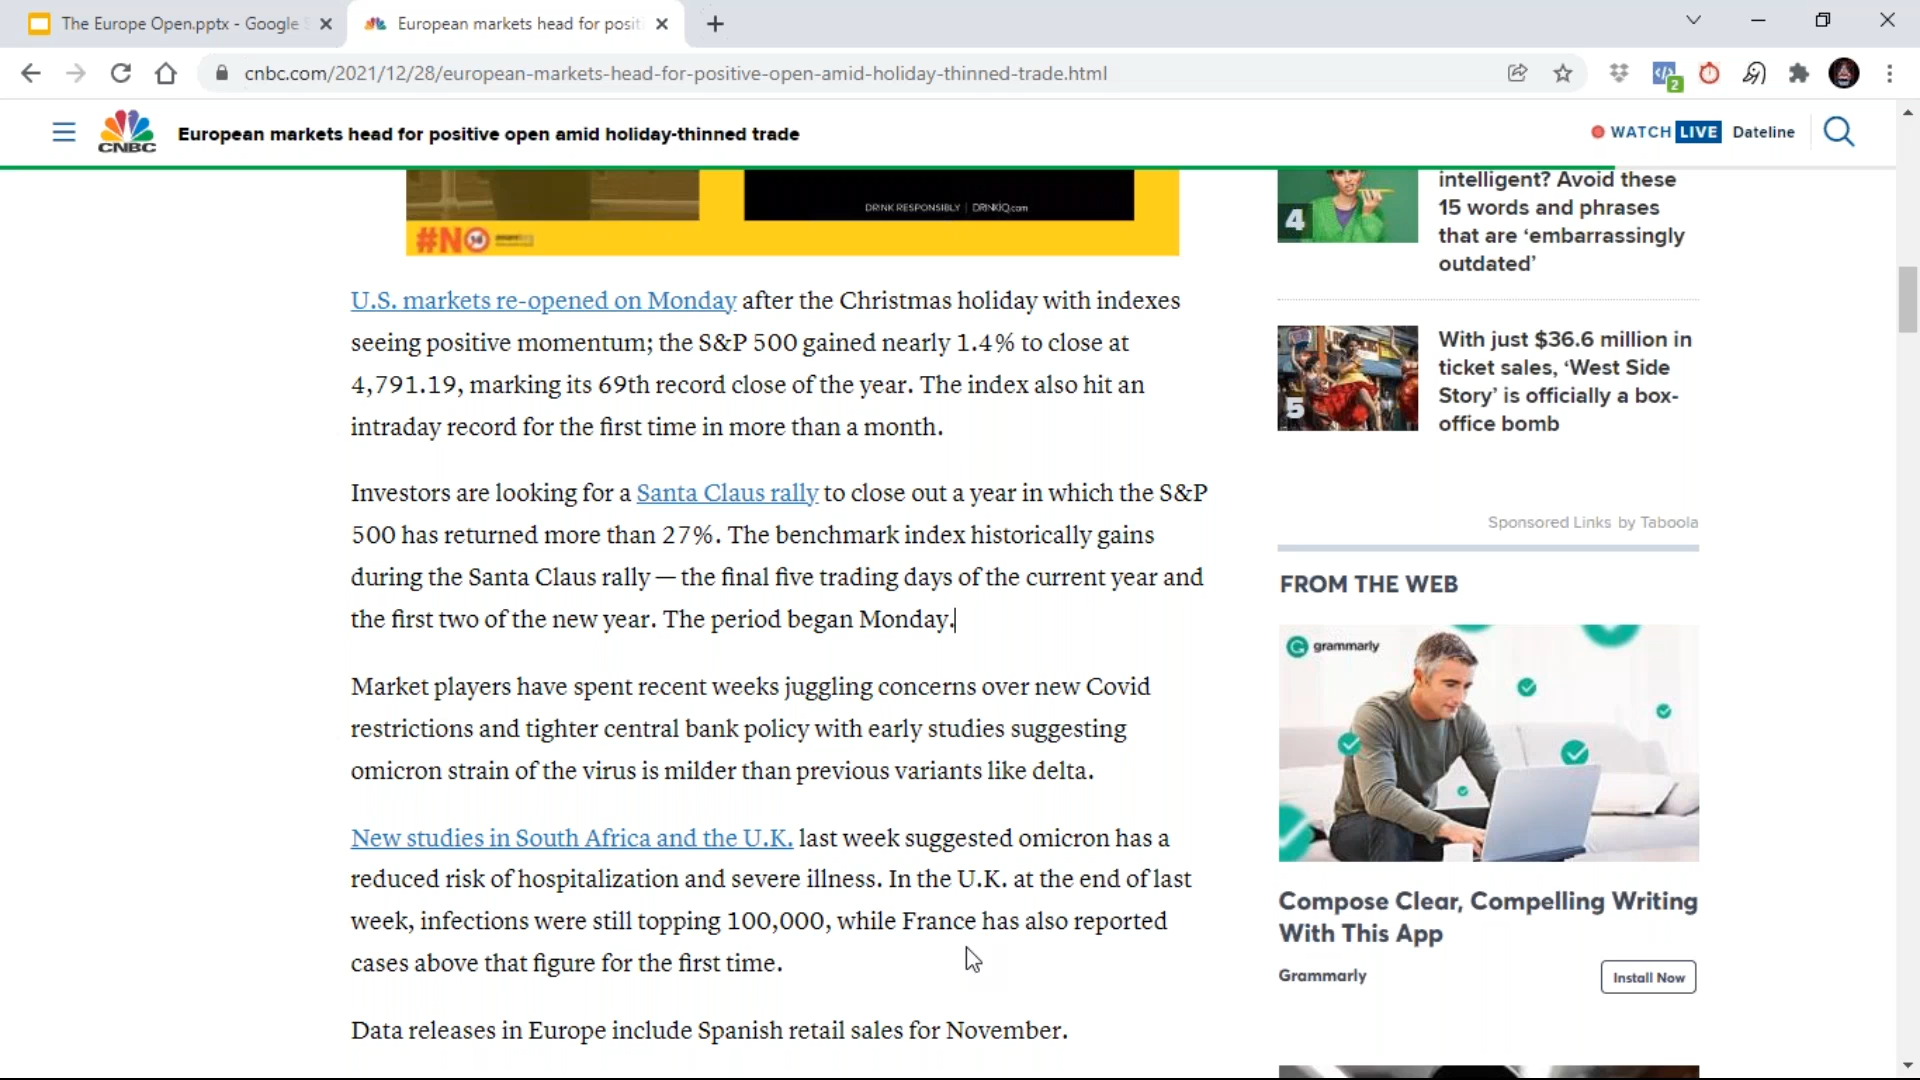 The Europe Open.pptx - Google
European markets head for posit
cnbc.com/2021/12/28/european-markets-head-for-positive-open-amid-holiday-thinned-trade.html
2
CNBC
European markets head for positive open amid holiday-thinned trade
WATCH LIVE Dateline
DRINK RESPONSIBLY | DRINKiQ.com
#NO
U.S. markets re-opened on Monday after the Christmas holiday with indexes
seeing positive momentum; the S&P 500 gained nearly 1.4% to close at
4,791.19, marking its 69th record close of the year. The index also hit an
intraday record for the first time in more than a month.
Investors are looking for a Santa Claus rally to close out a year in which the S&P
500 has returned more than 27%. The benchmark index historically gains
during the Santa Claus rally — the final five trading days of the current year and
the first two of the new year. The period began Monday.
Market players have spent recent weeks juggling concerns over new Covid
restrictions and tighter central bank policy with early studies suggesting
omicron strain of the virus is milder than previous variants like delta.
New studies in South Africa and the U.K. last week suggested omicron has a
reduced risk of hospitalization and severe illness. In the U.K. at the end of last
week, infections were still topping 100,000, while France has also reported
cases above that figure for the first time.
Data releases in Europe include Spanish retail sales for November.
4
intelligent? Avoid these
15 words and phrases
that are ‘embarrassingly
outdated’
5
With just $36.6 million in
ticket sales, ‘West Side
Story’ is officially a box-
office bomb
Sponsored Links by Taboola
FROM THE WEB
grammarly
Compose Clear, Compelling Writing
With This App
Grammarly
Install Now